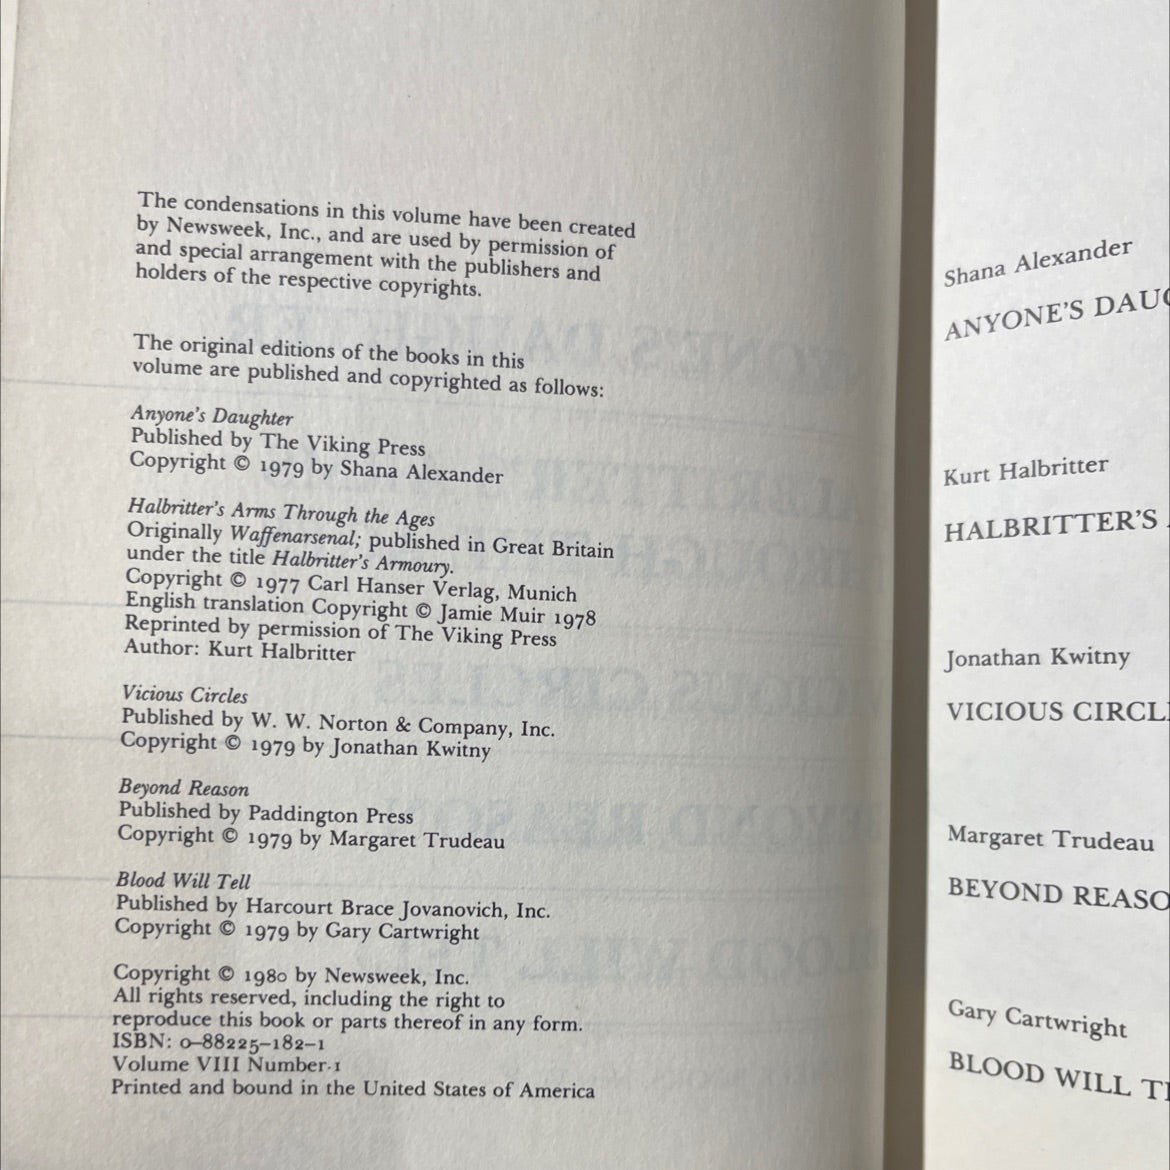 The condensations in this volume have been created
by Newsweek, Inc., and are used by permission of
and special arrangement with the publishers and
holders of the respective copyrights.
The original editions of the books in this
volume are published and copyrighted as follows:
Anyone's Daughter
Published by The Viking Press
Copyright © 1979 by Shana Alexander
Halbritter's Arms Through the Ages
Originally Waffenarsenal; published in Great Britain
under the title Halbritter's Armoury.
Copyright © 1977 Carl Hanser Verlag, Munich
English translation Copyright © Jamie Muir 1978
Reprinted by permission of The Viking Press
Author: Kurt Halbritter
Vicious Circles
Published by W. W. Norton & Company, Inc.
Copyright © 1979 by Jonathan Kwitny
Beyond Reason
Published by Paddington Press
Copyright © 1979 by Margaret Trudeau
Blood Will Tell
Published by Harcourt Brace Jovanovich, Inc.
Copyright © 1979 by Gary Cartwright
Copyright © 1980 by Newsweek, Inc.
All rights reserved, including the right to
reproduce this book or parts thereof in any form.
ISBN: 0-88225-182-1
Volume VIII Number 1
Printed and bound in the United States of America
Shana Alexander
ANYONE'S
Kurt Halbritter
HALBRITTER'S
Jonathan Kwitny
VICIOUS
Margaret Trudeau
BEYOND
Gary Cartwright
BLOOD WILL